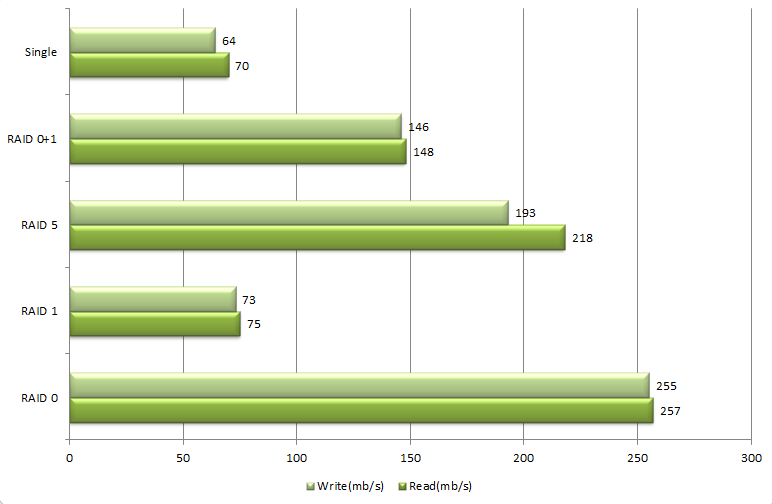 Single
64
70
RAID 0+1
146
148
RAID 5
193
218
RAID 1
73
75
RAID 0
255
257
0 50 100 150 200 250 300
Write(mb/s) Read(mb/s)